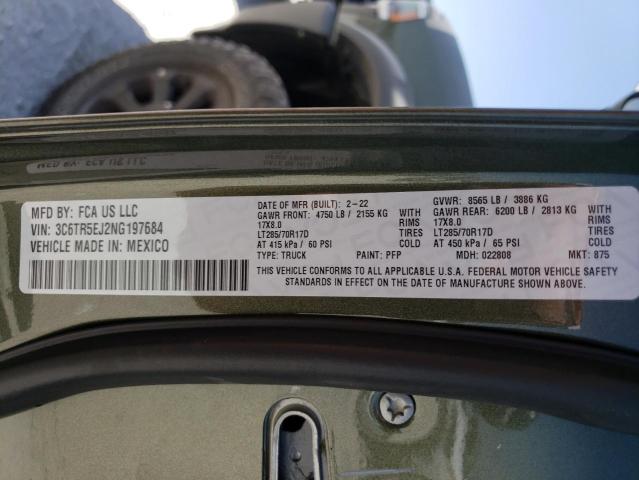 MFD BY: FCA US LLC
VIN: 3C6TR5EJ2NG197684
VEHICLE MADE IN: MEXICO
DATE OF MFR (BUILT): 2-22
GAWR FRONT: 4750 LB / 2155 KG WITH
17X8.0 RIMS
LT285/70R17D TIRES
AT 415 kPa / 60 PSI COLD
TYPE: TRUCK PAINT: PFP
GVWR: 8565 LB / 3886 KG
GAWR REAR: 6200 LB / 2813 KG WITH
17X8.0 RIMS
LT285/70R17D TIRES
AT 450 kPa / 65 PSI COLD
MDH: 022808 MKT: 875
THIS VEHICLE CONFORMS TO ALL APPLICABLE U.S.A. FEDERAL MOTOR VEHICLE SAFETY
STANDARDS IN EFFECT ON THE DATE OF MANUFACTURE SHOWN ABOVE.